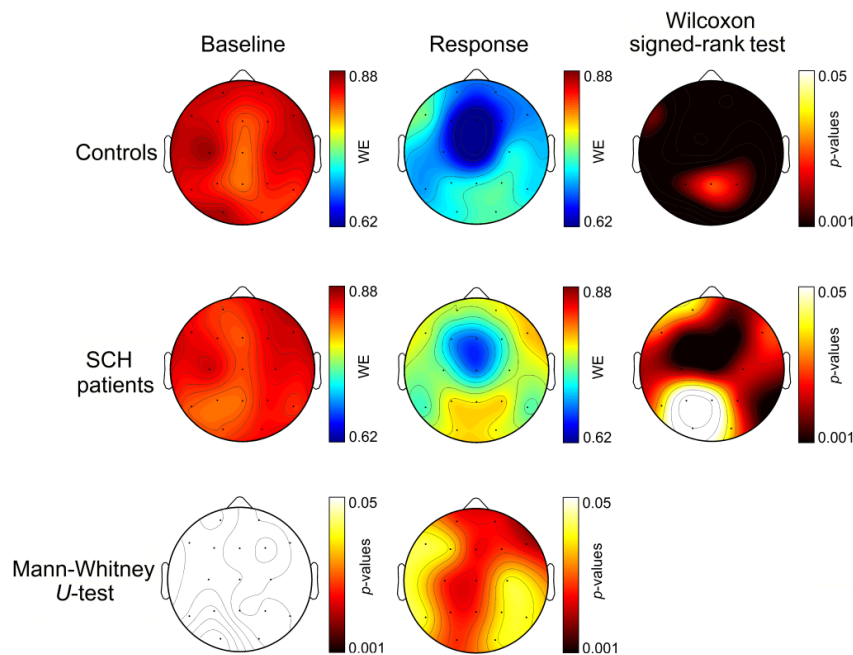 Baseline
Response
Wilcoxon
signed-rank test
Controls
0.88
WE
0.62
0.88
WE
0.62
0.05
p-values
0.001
SCH
patients
0.88
WE
0.62
0.88
WE
0.62
0.05
p-values
0.001
Mann-Whitney
U-test
0.05
p-values
0.001
0.05
p-values
0.001